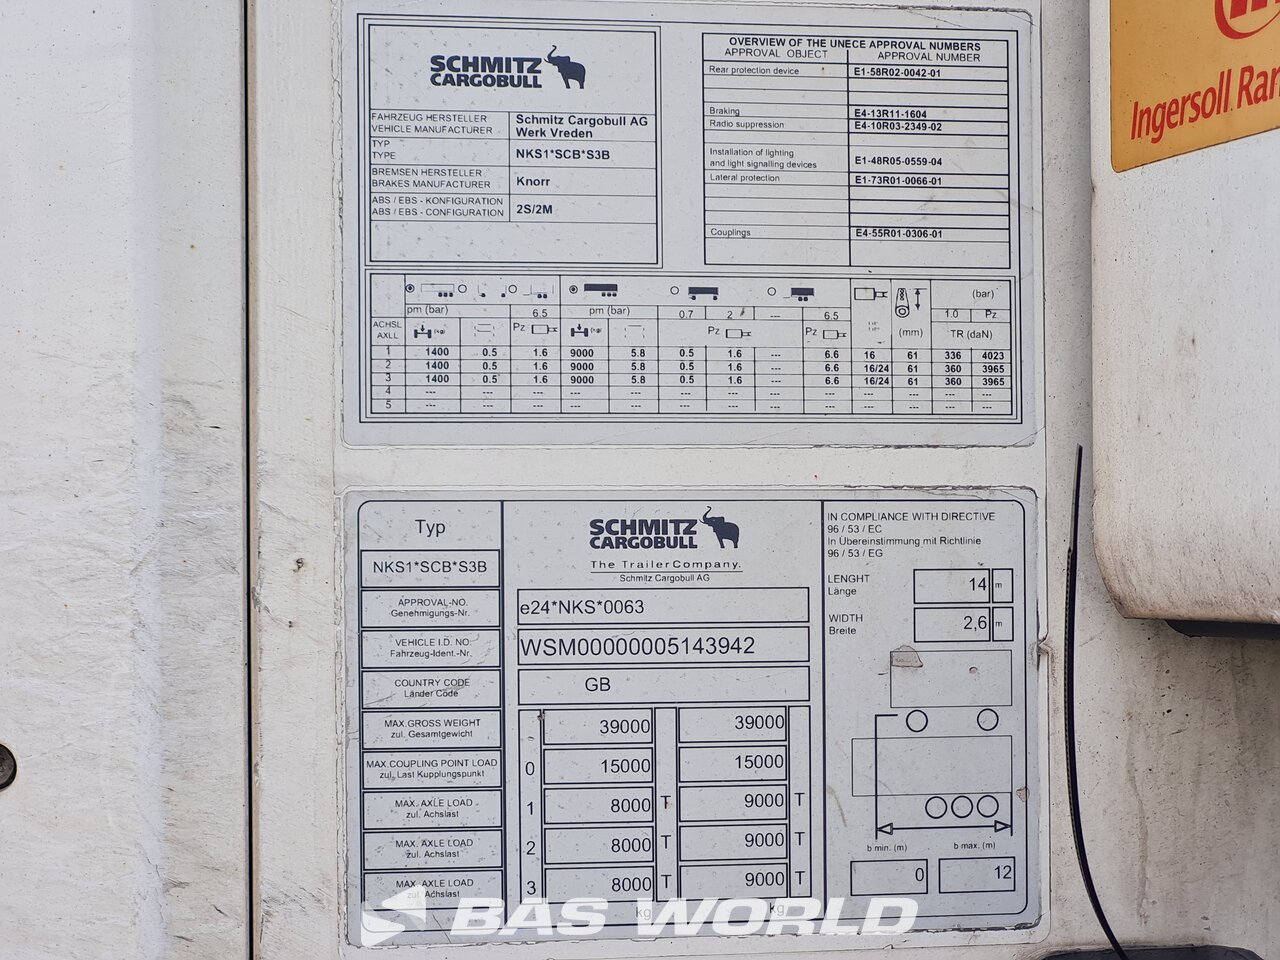 SCHMITZ
CARGOBULL
FAHRZEUG HERSTELLER
VEHICLE MANUFACTURER
Schmitz Cargobull AG
Werk Vreden
TYP
TYPE
NKS1*SCB*S3B
BREMSEN HERSTELLER
BRAKES MANUFACTURER
Knorr
ABS / EBS - KONFIGURATION
ABS / EBS - CONFIGURATION
2S/2M
OVERVIEW OF THE UNECE APPROVAL NUMBERS
APPROVAL OBJECT APPROVAL NUMBER
Rear protection device E1-58R02-0042-01
Braking E4-13R11-1604
Radio suppression E4-10R03-2349-02
Installation of lighting
and light signalling devices E1-48R05-0559-04
Lateral protection E1-73R01-0066-01
Couplings E4-55R01-0306-01
(bar)
pm (bar) 6.5 pm (bar) 0.7 2 --- 6.5 1.0 Pz
ACHSL
AXLL
(kg) Pz (kg) Pz Pz (mm) TR (daN)
1 1400 0.5 1.6 9000 5.8 0.5 1.6 --- 6.6 16 61 336 4023
2 1400 0.5 1.6 9000 5.8 0.5 1.6 --- 6.6 16/24 61 360 3965
3 1400 0.5 1.6 9000 5.8 0.5 1.6 --- 6.6 16/24 61 360 3965
4 --- --- --- --- --- --- --- --- --- --- --- --- ---
5 --- --- --- --- --- --- --- --- --- --- --- --- ---
Ingersoll Ran
Typ
NKS1*SCB*S3B
SCHMITZ
CARGOBULL
The TrailerCompany.
Schmitz Cargobull AG
APPROVAL-NO.
Genehmigungs-Nr.
e24*NKS*0063
VEHICLE I.D. NO.
Fahrzeug-Ident.-Nr.
WSM00000005143942
COUNTRY CODE
Länder Code
GB
MAX.GROSS WEIGHT
zul. Gesamtgewicht
39000 39000
MAX.COUPLING POINT LOAD
zul. Last Kupplungspunkt
0 15000 15000
MAX. AXLE LOAD
zul. Achslast
1 8000 T 9000 T
MAX. AXLE LOAD
zul. Achslast
2 8000 T 9000 T
MAX. AXLE LOAD
zul. Achslast
3 8000 T 9000 T
kg kg
IN COMPLIANCE WITH DIRECTIVE
96 / 53 / EC
In Übereinstimmung mit Richtlinie
96 / 53 / EG
LENGHT
Länge
14 m
WIDTH
Breite
2,6 m
b min. (m) b max. (m)
0 12
BAS WORLD